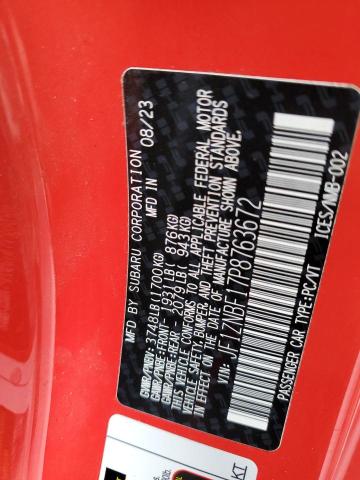 MFD BY SUBARU CORPORATION
MFD IN 08/23
GVWR/PNBV: 3748LB(1700KG)
GAWR/PNBE:FRONT- 1931LB( 876KG)
GAWR/PNBE:REAR - 2079LB( 943KG)
THIS VEHICLE CONFORMS TO ALL APPLICABLE FEDERAL MOTOR
VEHICLE SAFETY,BUMPER, AND THEFT PREVENTION STANDARDS
IN EFFECT ON THE DATE OF MANUFACTURE SHOWN ABOVE.
VIN: JF1ZNBF17P8763672
PASSENGER CAR TYPE:PC/VT ICES/NMB-002
KI